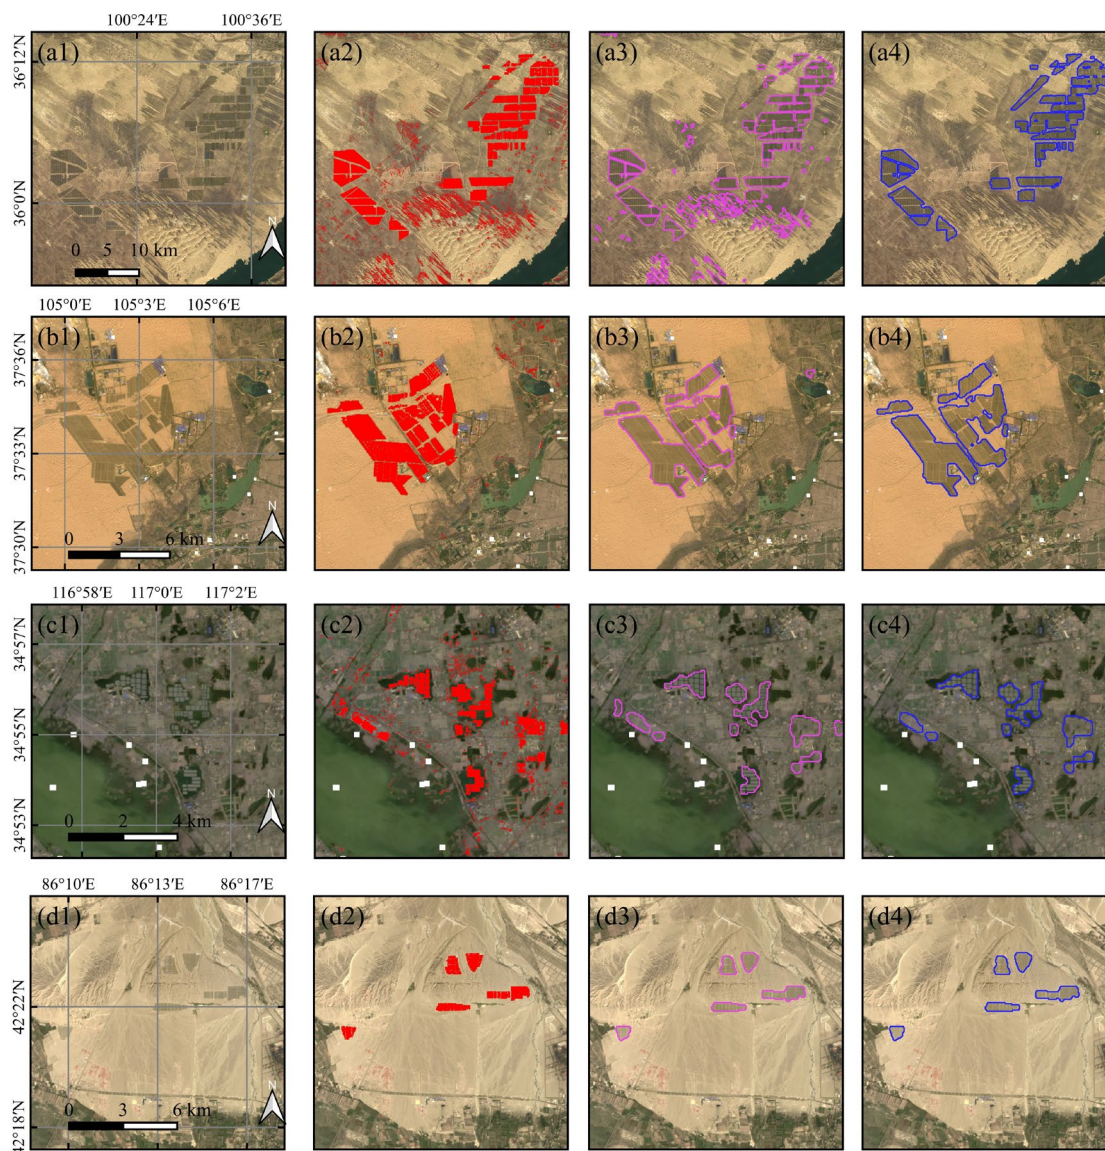 100°24′E 100°36′E
(a1) (a2) (a3) (a4)
36°12′N
36°0′N
N
0 5 10 km
105°0′E 105°3′E 105°6′E
(b1) (b2) (b3) (b4)
37°36′N
37°33′N
37°30′N
N
0 3 6 km
116°58′E 117°0′E 117°2′E
(c1) (c2) (c3) (c4)
34°57′N
34°55′N
34°53′N
N
0 2 4 km
86°10′E 86°13′E 86°17′E
(d1) (d2) (d3) (d4)
42°22′N
42°18′N
N
0 3 6 km